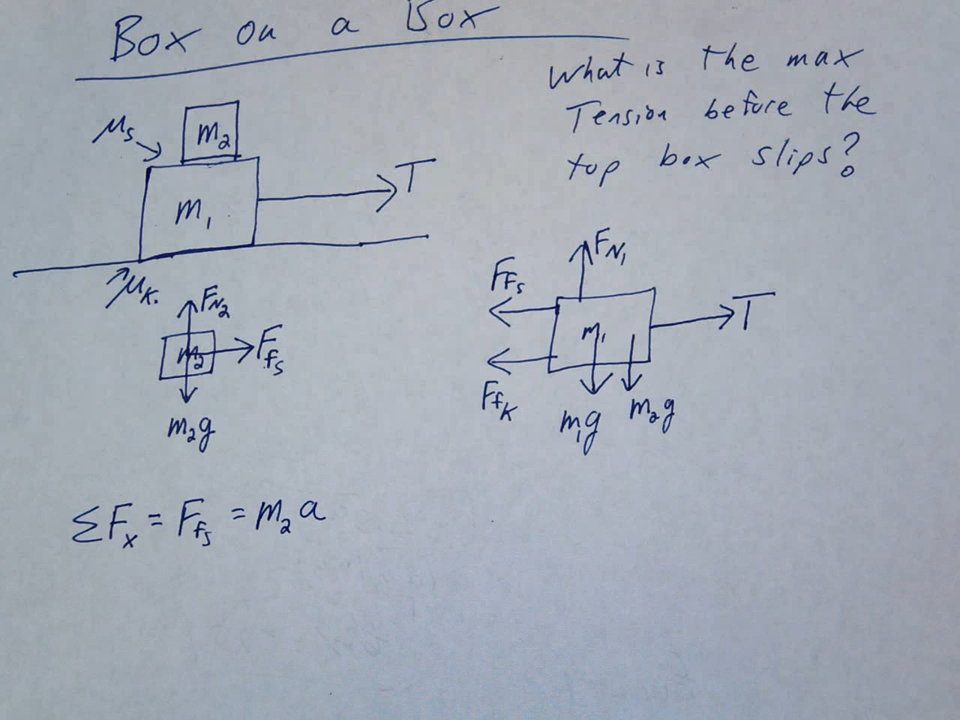 Box on a Box
What is the max
Tension before the
top box slips?
μs
m₂
m₁
T
μk.
FN₂
m₂
Ffs
m₂g
FN₁
Ffs
m₁
T
Ffk
m₁g
m₂g
ΣFx = Ffs = m₂a